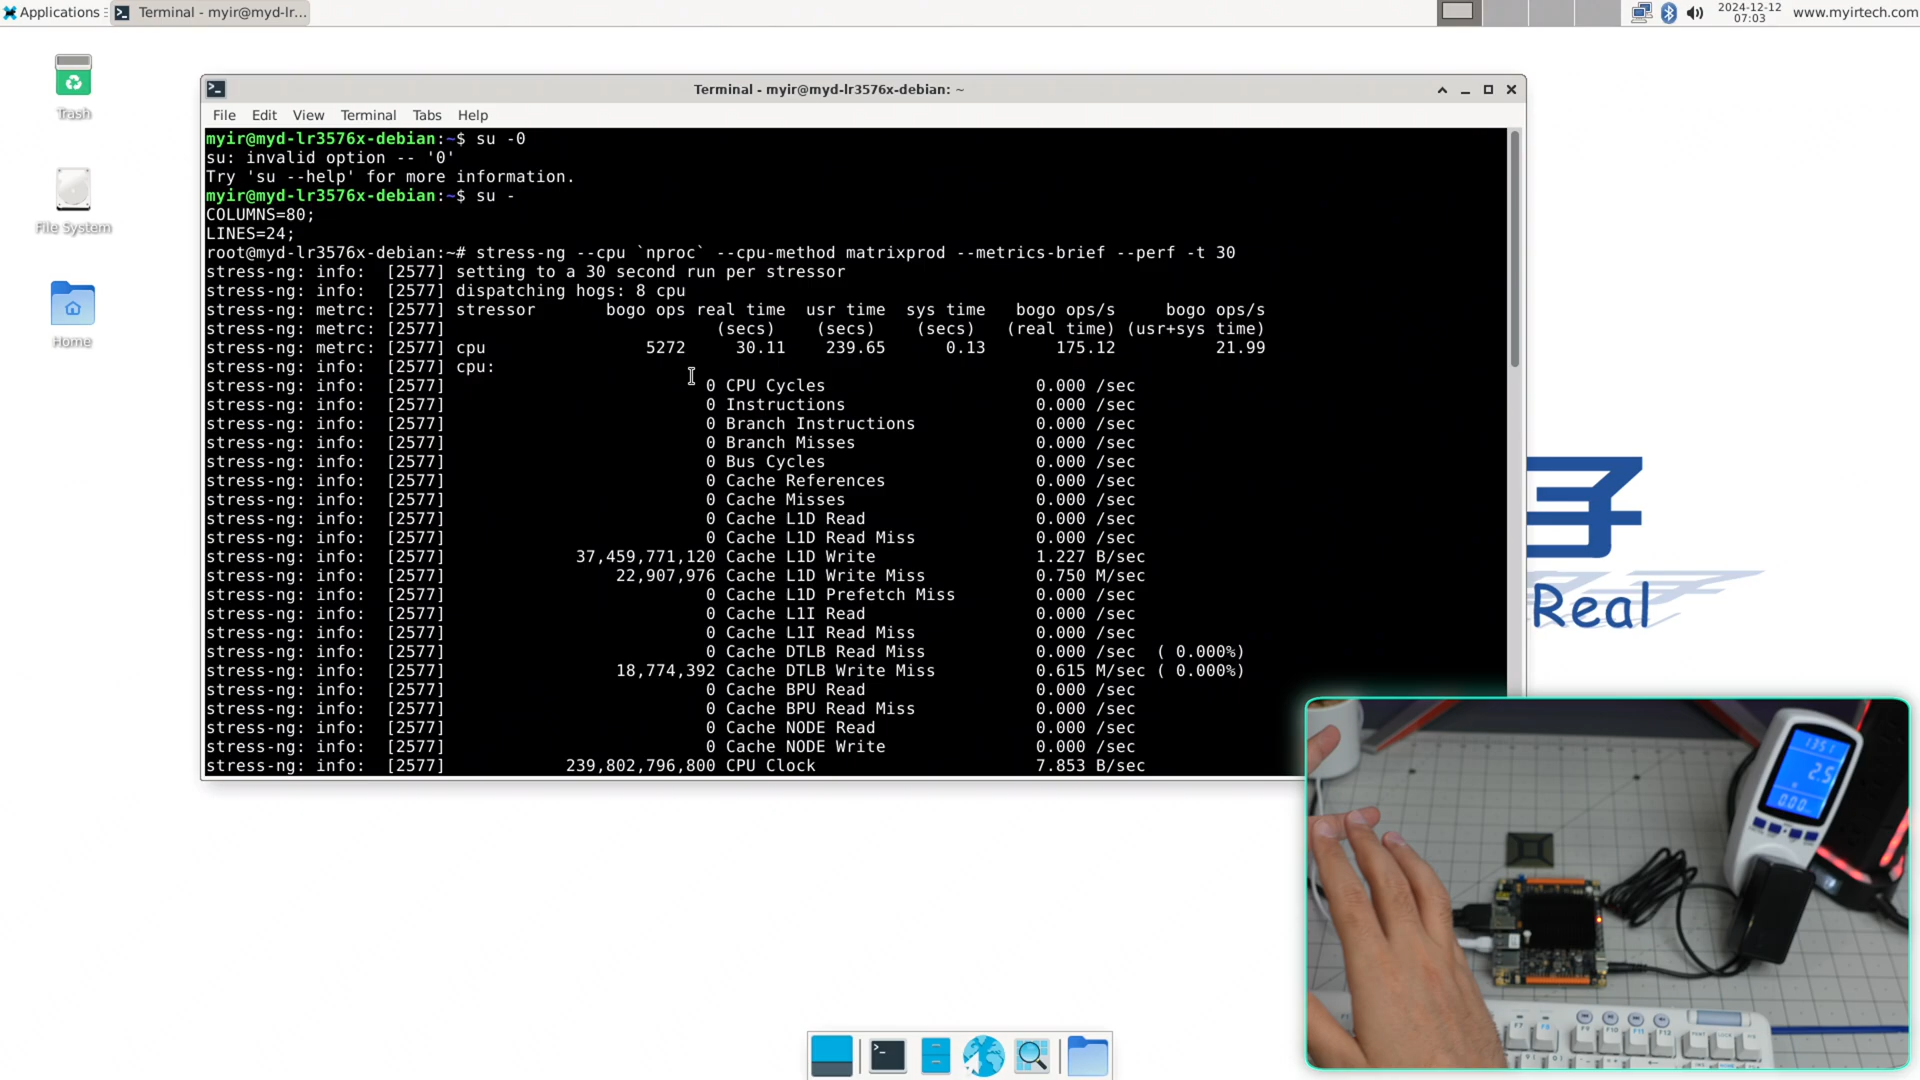 Applications
Terminal - myir@myd-lr...
2024-12-12
07:03
www.myirtech.com
Trash
File System
Home
Terminal - myir@myd-lr3576x-debian: ~
File Edit View Terminal Tabs Help
myir@myd-lr3576x-debian:~$ su -0
su: invalid option -- '0'
Try 'su --help' for more information.
myir@myd-lr3576x-debian:~$ su -
COLUMNS=80;
LINES=24;
root@myd-lr3576x-debian:~# stress-ng --cpu `nproc` --cpu-method matrixprod --metrics-brief --perf -t 30
stress-ng: info: [2577] setting to a 30 second run per stressor
stress-ng: info: [2577] dispatching hogs: 8 cpu
stress-ng: metrc: [2577] stressor bogo ops real time usr time sys time bogo ops/s bogo ops/s
stress-ng: metrc: [2577] (secs) (secs) (secs) (real time) (usr+sys time)
stress-ng: metrc: [2577] cpu 5272 30.11 239.65 0.13 175.12 21.99
stress-ng: info: [2577] cpu:
stress-ng: info: [2577] 0 CPU Cycles 0.000 /sec
stress-ng: info: [2577] 0 Instructions 0.000 /sec
stress-ng: info: [2577] 0 Branch Instructions 0.000 /sec
stress-ng: info: [2577] 0 Branch Misses 0.000 /sec
stress-ng: info: [2577] 0 Bus Cycles 0.000 /sec
stress-ng: info: [2577] 0 Cache References 0.000 /sec
stress-ng: info: [2577] 0 Cache Misses 0.000 /sec
stress-ng: info: [2577] 0 Cache L1D Read 0.000 /sec
stress-ng: info: [2577] 0 Cache L1D Read Miss 0.000 /sec
stress-ng: info: [2577] 37,459,771,120 Cache L1D Write 1.227 B/sec
stress-ng: info: [2577] 22,907,976 Cache L1D Write Miss 0.750 M/sec
stress-ng: info: [2577] 0 Cache L1D Prefetch Miss 0.000 /sec
stress-ng: info: [2577] 0 Cache L1I Read 0.000 /sec
stress-ng: info: [2577] 0 Cache L1I Read Miss 0.000 /sec
stress-ng: info: [2577] 0 Cache DTLB Read Miss 0.000 /sec ( 0.000%)
stress-ng: info: [2577] 18,774,392 Cache DTLB Write Miss 0.615 M/sec ( 0.000%)
stress-ng: info: [2577] 0 Cache BPU Read 0.000 /sec
stress-ng: info: [2577] 0 Cache BPU Read Miss 0.000 /sec
stress-ng: info: [2577] 0 Cache NODE Read 0.000 /sec
stress-ng: info: [2577] 0 Cache NODE Write 0.000 /sec
stress-ng: info: [2577] 239,802,796,800 CPU Clock 7.853 B/sec
Real
2.5
0.00
F7
F8
F9
F10
F11
F12